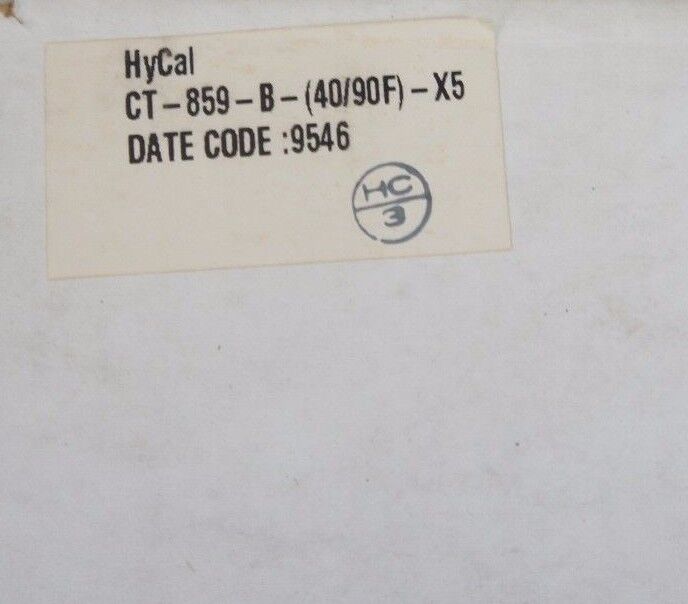 HyCal
CT-859-B-(40/90F)-X5
DATE CODE :9546
HC
3